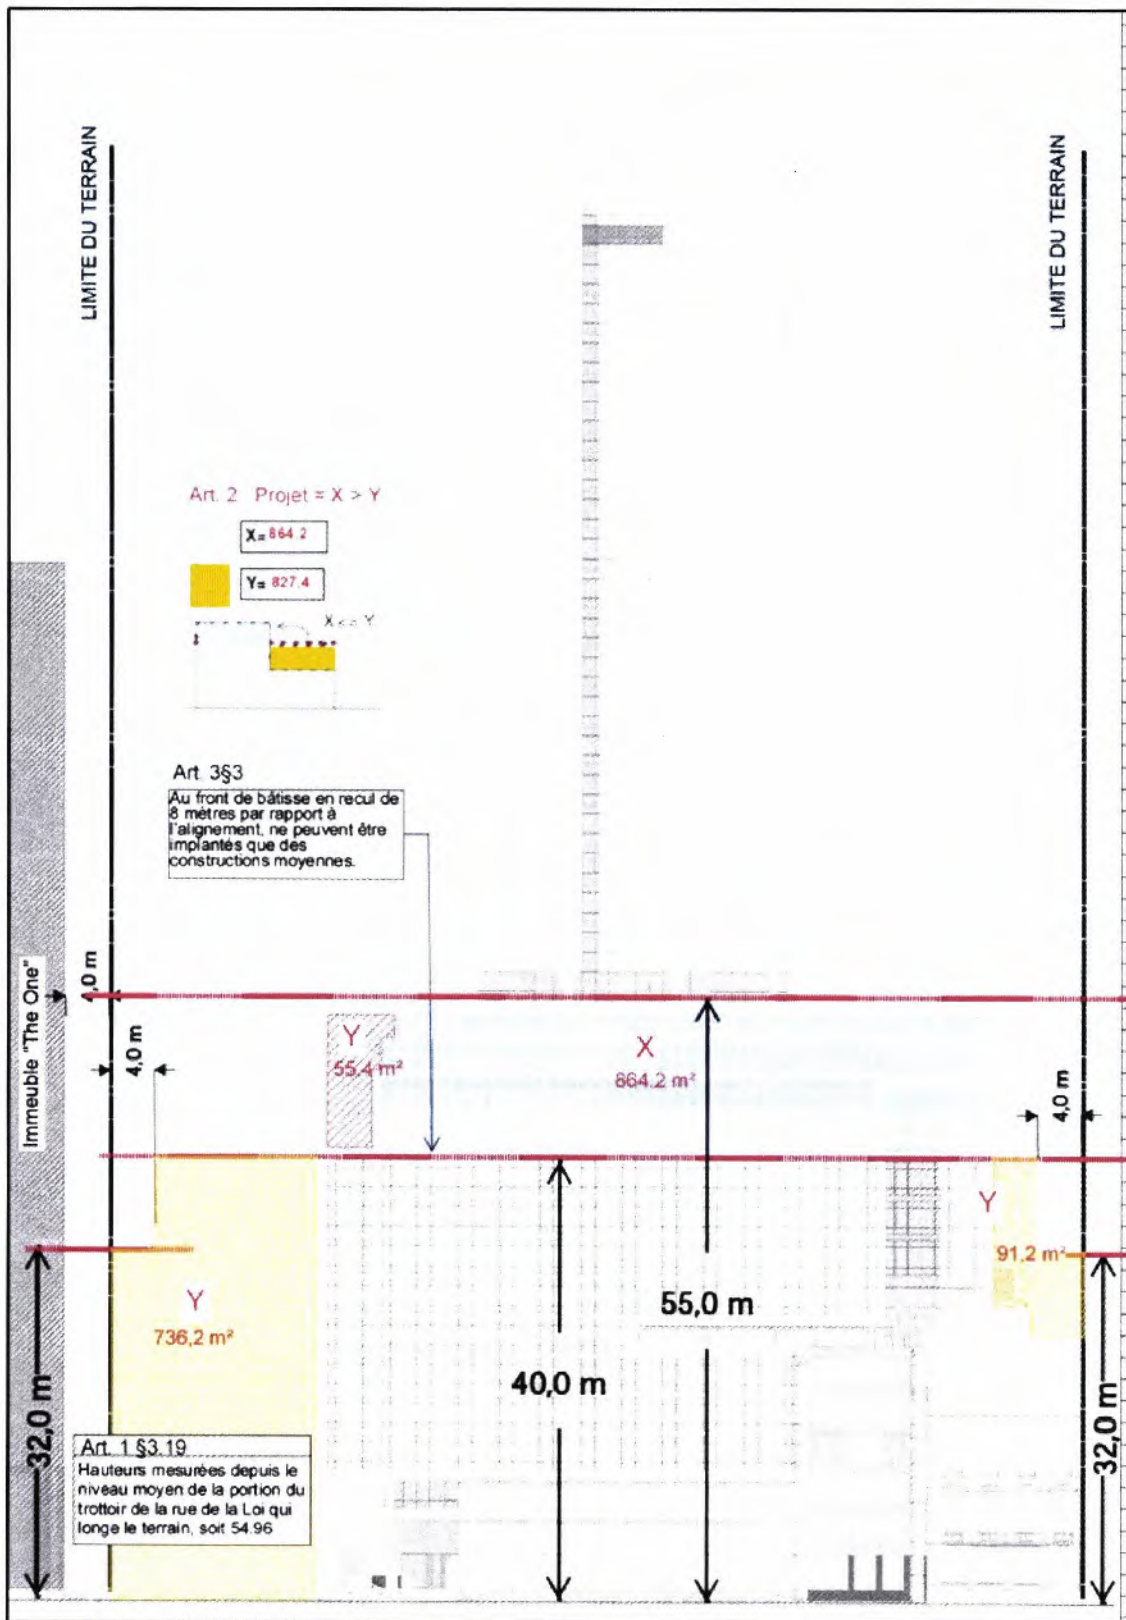 LIMITE DU TERRAIN
LIMITE DU TERRAIN
Art. 2 Projet = X > Y
X= 864.2
Y= 827.4
X <= Y
Art. 3§3
Au front de bâtisse en recul de
8 mètres par rapport à
l'alignement, ne peuvent être
implantés que des
constructions moyennes.
Immeuble "The One"
,0 m
4,0 m
Y
55,4 m²
X
864.2 m²
4,0 m
Y
91,2 m²
Y
736,2 m²
55,0 m
40,0 m
32,0 m
32,0 m
Art. 1 §3.19
Hauteurs mesurées depuis le
niveau moyen de la portion du
trottoir de la rue de la Loi qui
longe le terrain, soit 54.96